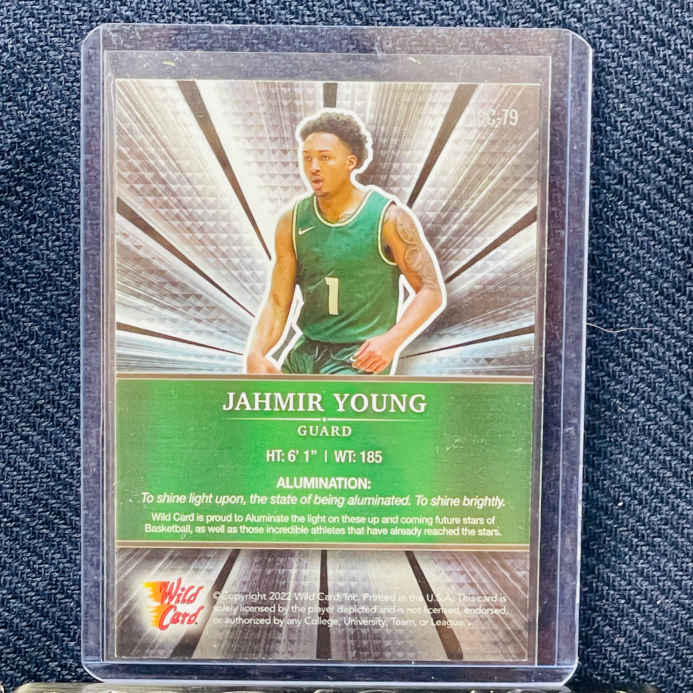 C-79
1
JAHMIR YOUNG
GUARD
HT: 6' 1" | WT: 185
ALUMINATION:
To shine light upon, the state of being aluminated. To shine brightly.
Wild Card is proud to Aluminate the light on these up and coming future stars of
Basketball, as well as those incredible athletes that have already reached the stars.
Wild
Card
©Copyright 2022 Wild Card, Inc. Printed in the U.S.A. This card is
solely licensed by the player depicted and is not licensed, endorsed,
or authorized by any College, University, Team, or League.